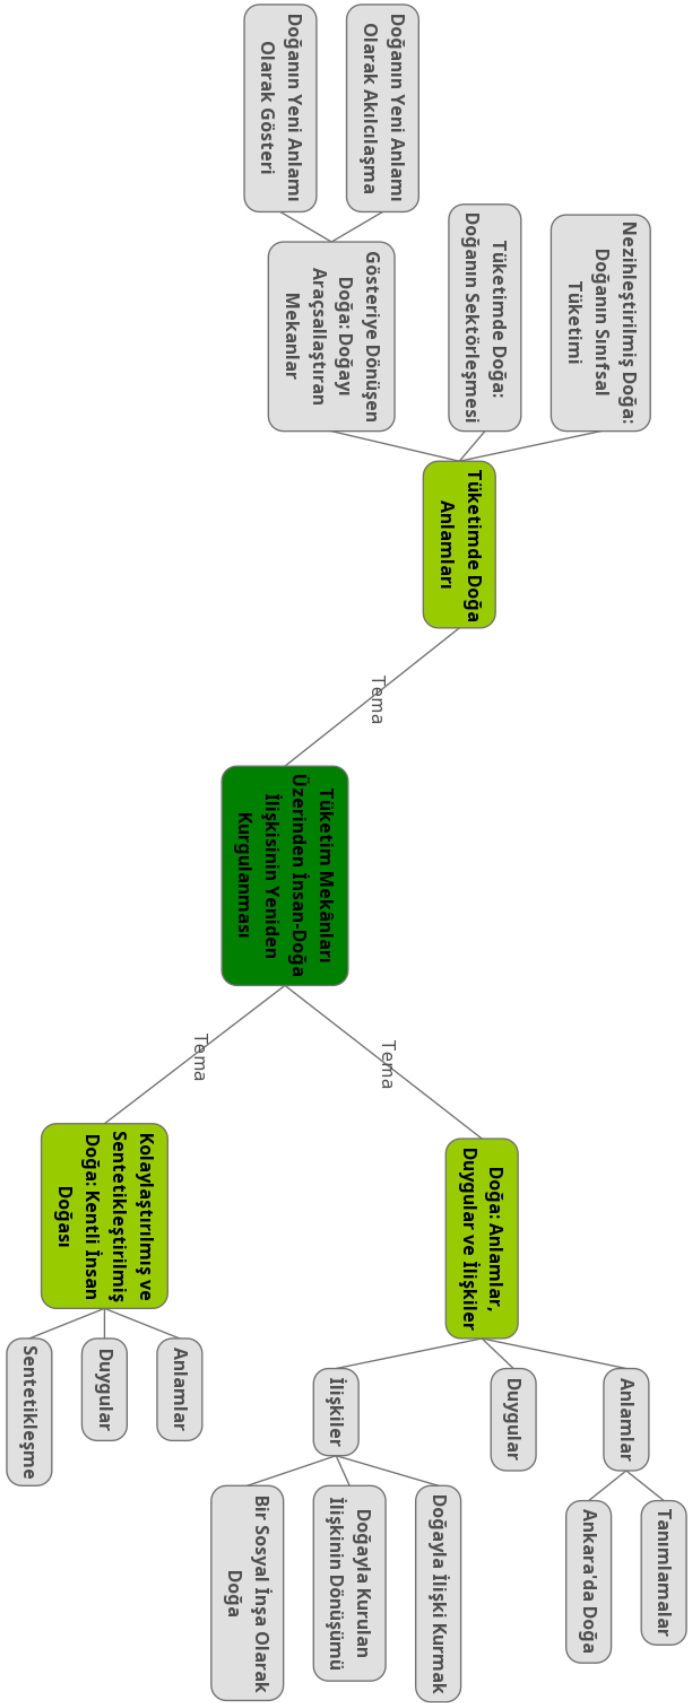 Nezihleştirilmiş Doğa:
Doğanın Sınıfsal
Tüketimi
Tüketimde Doğa:
Doğanın Sektörleşmesi
Doğanın Yeni Anlamı
Olarak Akılcılaşma
Doğanın Yeni Anlamı
Olarak Gösteri
Gösteriye Dönüşen
Doğa: Doğayı
Araçsallaştıran
Mekanlar
Tüketimde Doğa
Anlamları
Tema
Tüketim Mekânları
Üzerinden İnsan-Doğa
İlişkisinin Yeniden
Kurgulanması
Tema
Tema
Doğa: Anlamlar,
Duygular ve İlişkiler
Anlamlar
Tanımlamalar
Ankara'da Doğa
Duygular
İlişkiler
Doğayla İlişki Kurmak
Doğayla Kurulan
İlişkinin Dönüşümü
Bir Sosyal İnşa Olarak
Doğa
Kolaylaştırılmış ve
Sentetikleştirilmiş
Doğa: Kentli İnsan
Doğası
Anlamlar
Duygular
Sentetikleşme